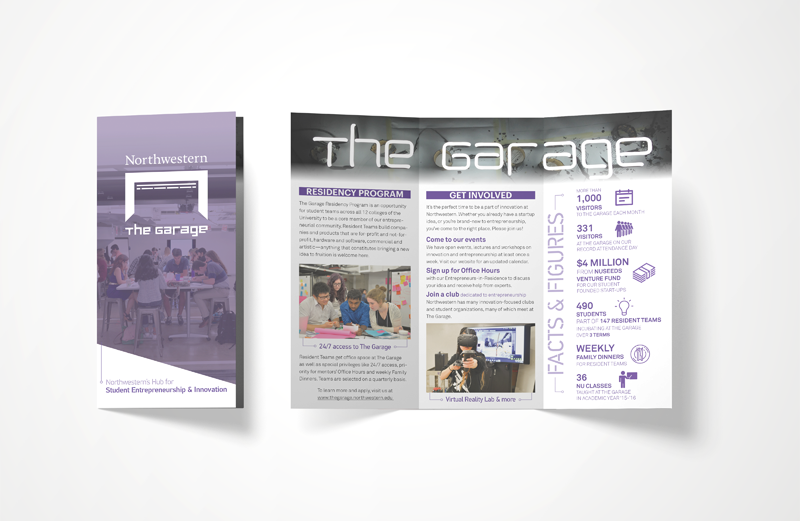 Northwestern
The Garage
Northwestern's Hub for
Student Entrepreneurship & Innovation
The Garage
RESIDENCY PROGRAM
The Garage Residency Program is an opportunity
for student teams across all 12 colleges of the
University to be a core member of our entrepre-
neurial community. Resident Teams build compa-
nies and products that are for-profit and not-for-
profit, hardware and software, commercial and
artistic—anything that constitutes bringing a new
idea to fruition is welcome here.
24/7 access to The Garage
Resident Teams get office space at The Garage
as well as special privileges like 24/7 access, pri-
ority for mentors' Office Hours and weekly Family
Dinners. Teams are selected on a quarterly basis.
To learn more and apply, visit us at
www.thegarage.northwestern.edu
GET INVOLVED
It's the perfect time to be a part of innovation at
Northwestern. Whether you already have a startup
idea, or you're brand-new to entrepreneurship,
you've come to the right place. Please join us!
Come to our events
We have open events, lectures and workshops on
innovation and entrepreneurship at least once a
week. Visit our website for an updated calendar.
Sign up for Office Hours
with our Entrepreneur-in-Residence to discuss
your idea and receive help from experts.
Join a club dedicated to entrepreneurship
Northwestern has many innovation-focused clubs
and student organizations, many of which meet at
The Garage.
Virtual Reality Lab & more
FACTS & FIGURES
MORE THAN
1,000
VISITORS
TO THE GARAGE EACH MONTH
331
VISITORS
AT THE GARAGE ON OUR
RECORD ATTENDANCE DAY
$4 MILLION
FROM NUSEEDS
VENTURE FUND
FOR OUR STUDENT
FOUNDED START-UPS
490
STUDENTS
PART OF 147 RESIDENT TEAMS
INCUBATING AT THE GARAGE
OVER 3 TERMS
WEEKLY
FAMILY DINNERS
FOR RESIDENT TEAMS
36
NU CLASSES
TAUGHT AT THE GARAGE
IN ACADEMIC YEAR '15-'16